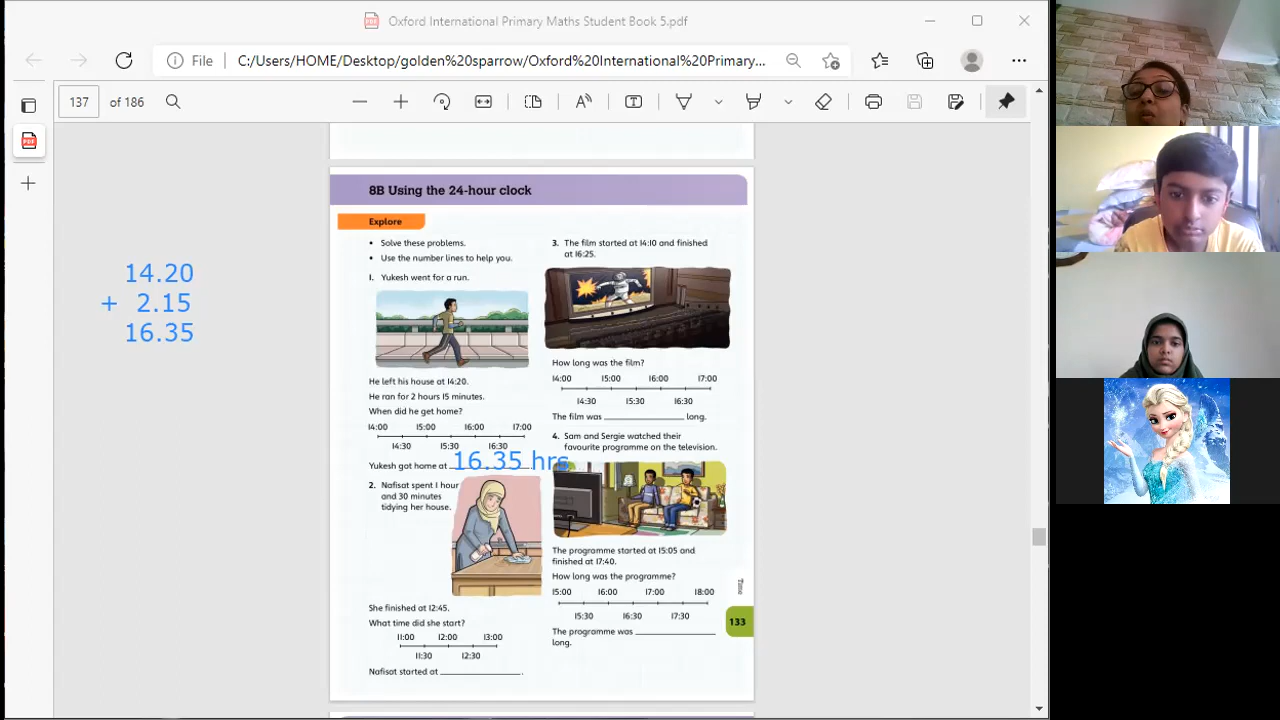 Oxford International Primary Maths Student Book 5.pdf
File
C:/Users/HOME/Desktop/golden%20sparrow/Oxford%20International%20Primary...
137 of 186
8B Using the 24-hour clock
Explore
• Solve these problems.
• Use the number lines to help you.
1. Yukesh went for a run.
He left his house at 14:20.
He ran for 2 hours 15 minutes.
When did he get home?
14:00 15:00 16:00 17:00
14:30 15:30 16:30
Yukesh got home at
16.35 hrs
2. Nafisat spent 1 hour
and 30 minutes
tidying her house.
She finished at 12:45.
What time did she start?
11:00 12:00 13:00
11:30 12:30
Nafisat started at ______.
3. The film started at 14:10 and finished
at 16:25.
How long was the film?
14:00 15:00 16:00 17:00
14:30 15:30 16:30
The film was ______ long.
4. Sam and Sergie watched their
favourite programme on the television.
The programme started at 15:05 and
finished at 17:40.
How long was the programme?
15:00 16:00 17:00 18:00
15:30 16:30 17:30
The programme was ______
long.
Time
133
14.20
+ 2.15
16.35